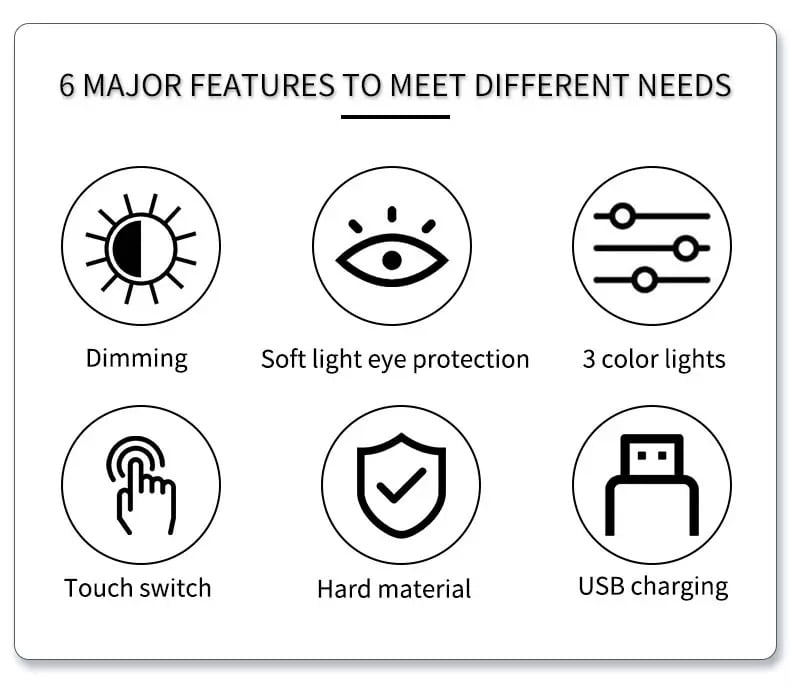 6 MAJOR FEATURES TO MEET DIFFERENT NEEDS
Dimming
Soft light eye protection
3 color lights
Touch switch
Hard material
USB charging